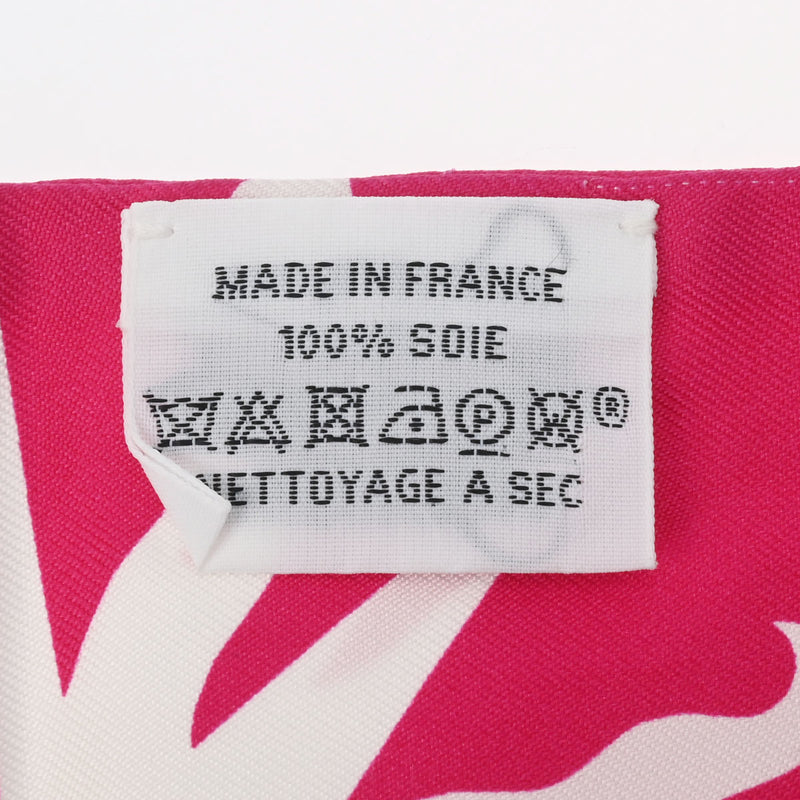 MADE IN FRANCE
100% SOIE
P ®
NETTOYAGE A SEC